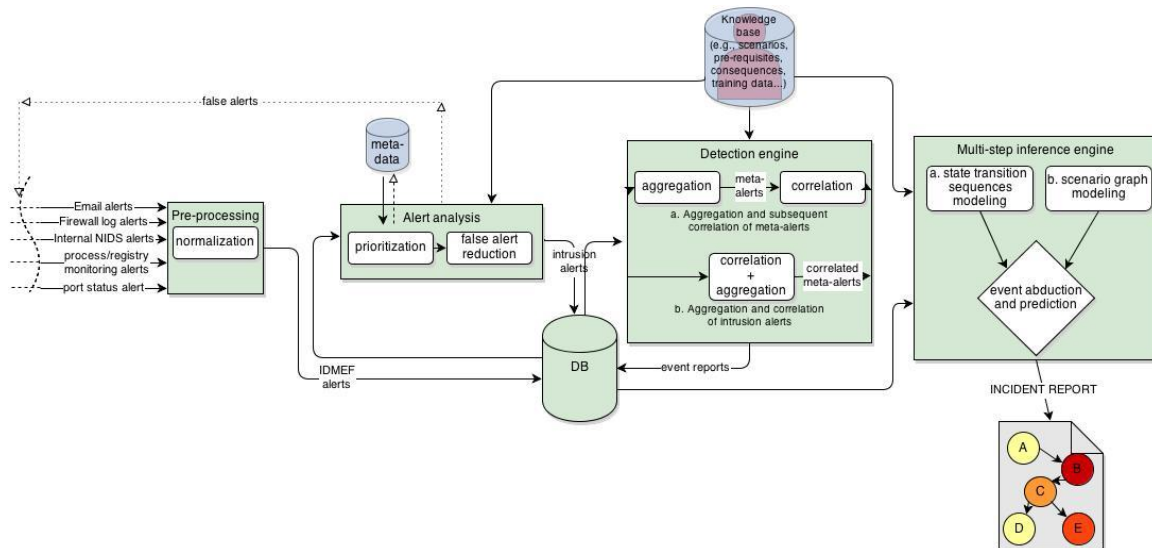 Knowledge
base
(e.g., scenarios,
pre-requisites,
consequences,
training data...)
false alerts
meta-
data
Email alerts
Firewall log alerts
Internal NIDS alerts
process/registry
monitoring alerts
port status alert
Pre-processing
normalization
Alert analysis
prioritization
false alert
reduction
intrusion
alerts
IDMEF
alerts
DB
event reports
Detection engine
aggregation
meta-
alerts
correlation
a. Aggregation and subsequent
correlation of meta-alerts
correlation
+
aggregation
correlated
meta-alerts
b. Aggregation and correlation
of intrusion alerts
Multi-step inference engine
a. state transition
sequences
modeling
b. scenario graph
modeling
event abduction
and prediction
INCIDENT REPORT
A
B
C
D
E